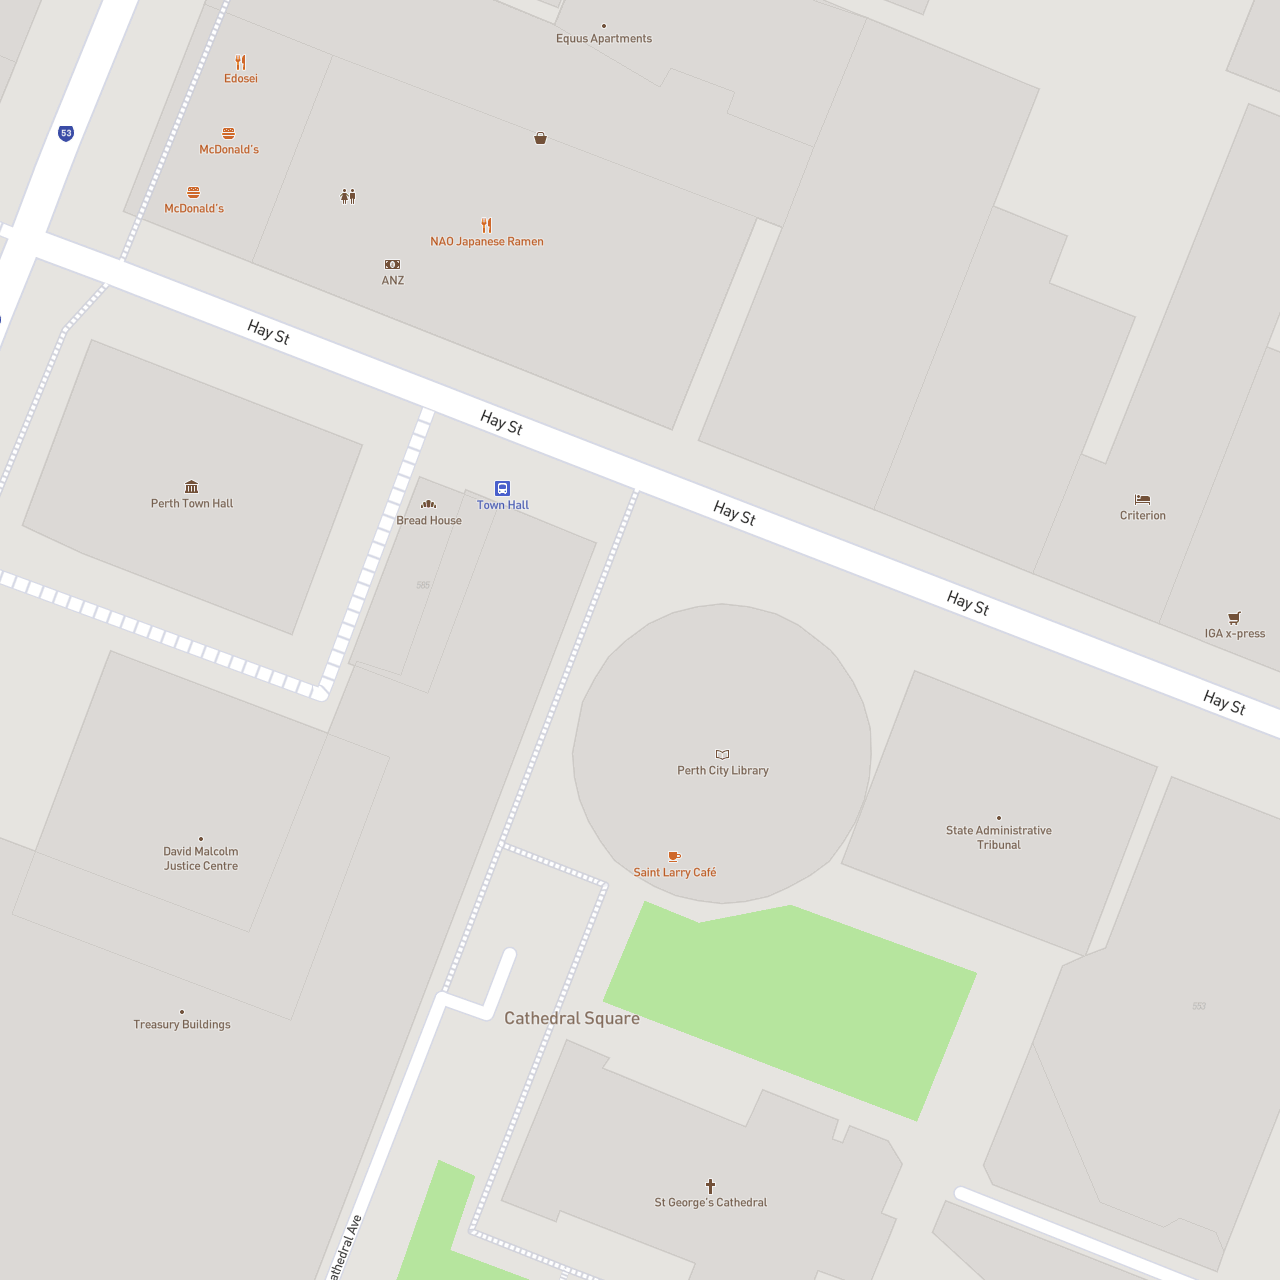 Equus Apartments
Edosei
53
McDonald's
McDonald's
NAO Japanese Ramen
ANZ
Hay St
Hay St
Perth Town Hall
Town Hall
Bread House
Hay St
Criterion
585
Hay St
IGA x-press
Hay St
Perth City Library
State Administrative
Tribunal
David Malcolm
Justice Centre
Saint Larry Café
553
Cathedral Square
Treasury Buildings
St George's Cathedral
athedral Ave